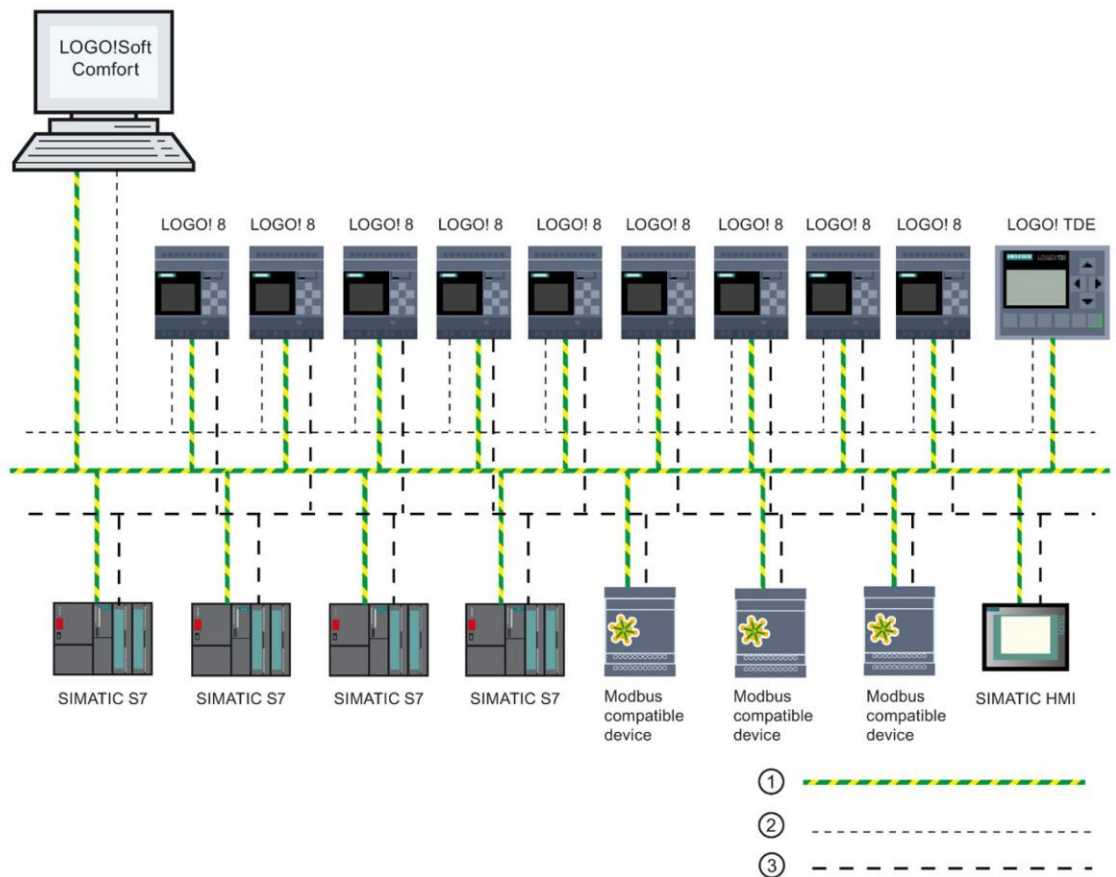 LOGO!Soft
Comfort
LOGO! 8 LOGO! 8 LOGO! 8 LOGO! 8 LOGO! 8 LOGO! 8 LOGO! 8 LOGO! 8 LOGO! 8 LOGO! TDE
SIMATIC S7 SIMATIC S7 SIMATIC S7 SIMATIC S7 Modbus Modbus Modbus SIMATIC HMI
compatible compatible compatible
device device device
1
2
3